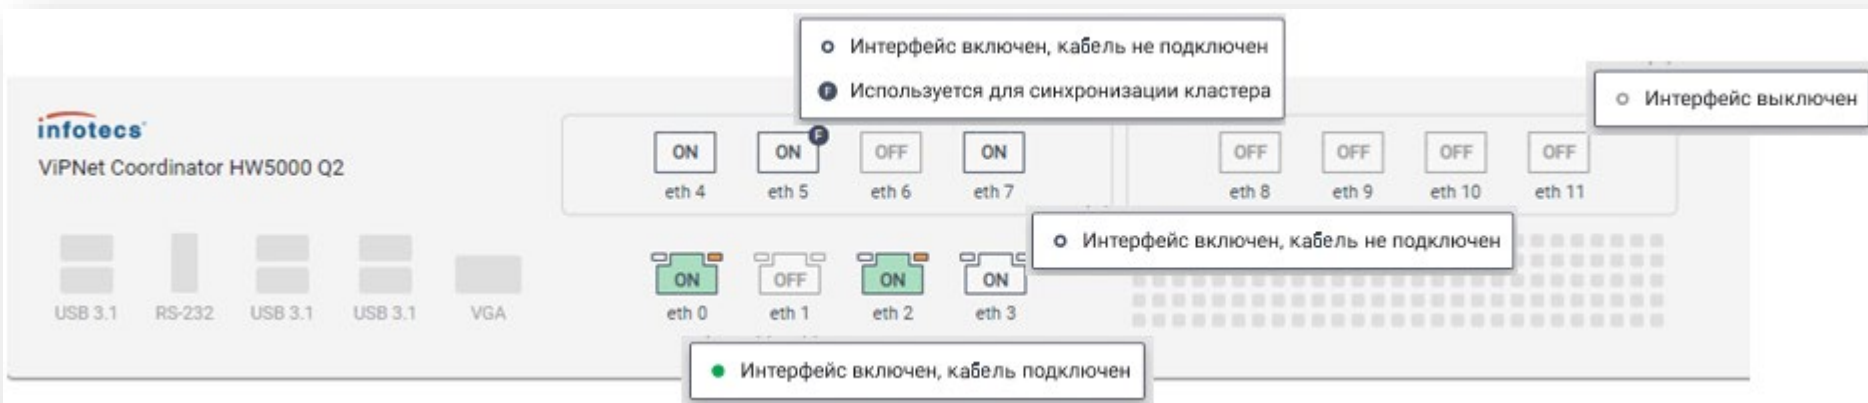 Интерфейс включен, кабель не подключен
F Используется для синхронизации кластера
Интерфейс выключен
infotecs
ViPNet Coordinator HW5000 Q2
ON ON F OFF ON OFF OFF OFF OFF
eth 4 eth 5 eth 6 eth 7 eth 8 eth 9 eth 10 eth 11
Интерфейс включен, кабель не подключен
ON OFF ON ON
USB 3.1 RS-232 USB 3.1 USB 3.1 VGA eth 0 eth 1 eth 2 eth 3
Интерфейс включен, кабель подключен